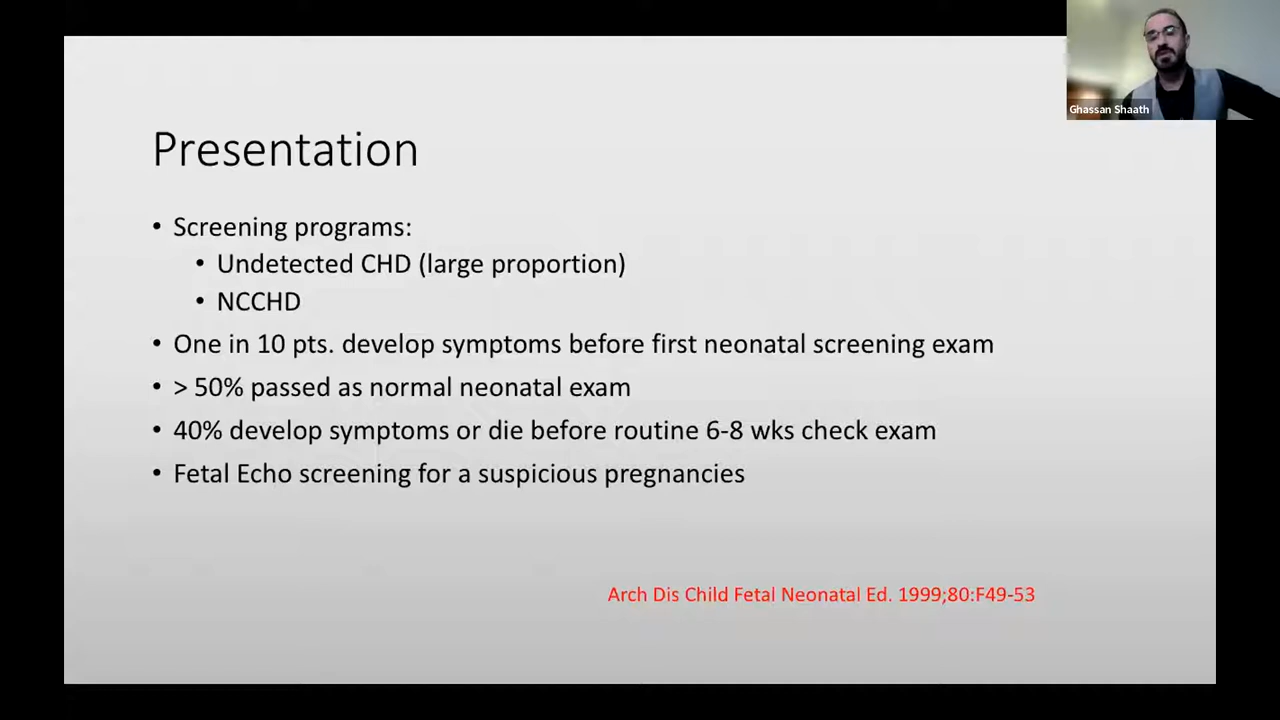 Ghassan Shaath
Presentation
• Screening programs:
• Undetected CHD (large proportion)
• NCCHD
• One in 10 pts. develop symptoms before first neonatal screening exam
• > 50% passed as normal neonatal exam
• 40% develop symptoms or die before routine 6-8 wks check exam
• Fetal Echo screening for a suspicious pregnancies
Arch Dis Child Fetal Neonatal Ed. 1999;80:F49-53